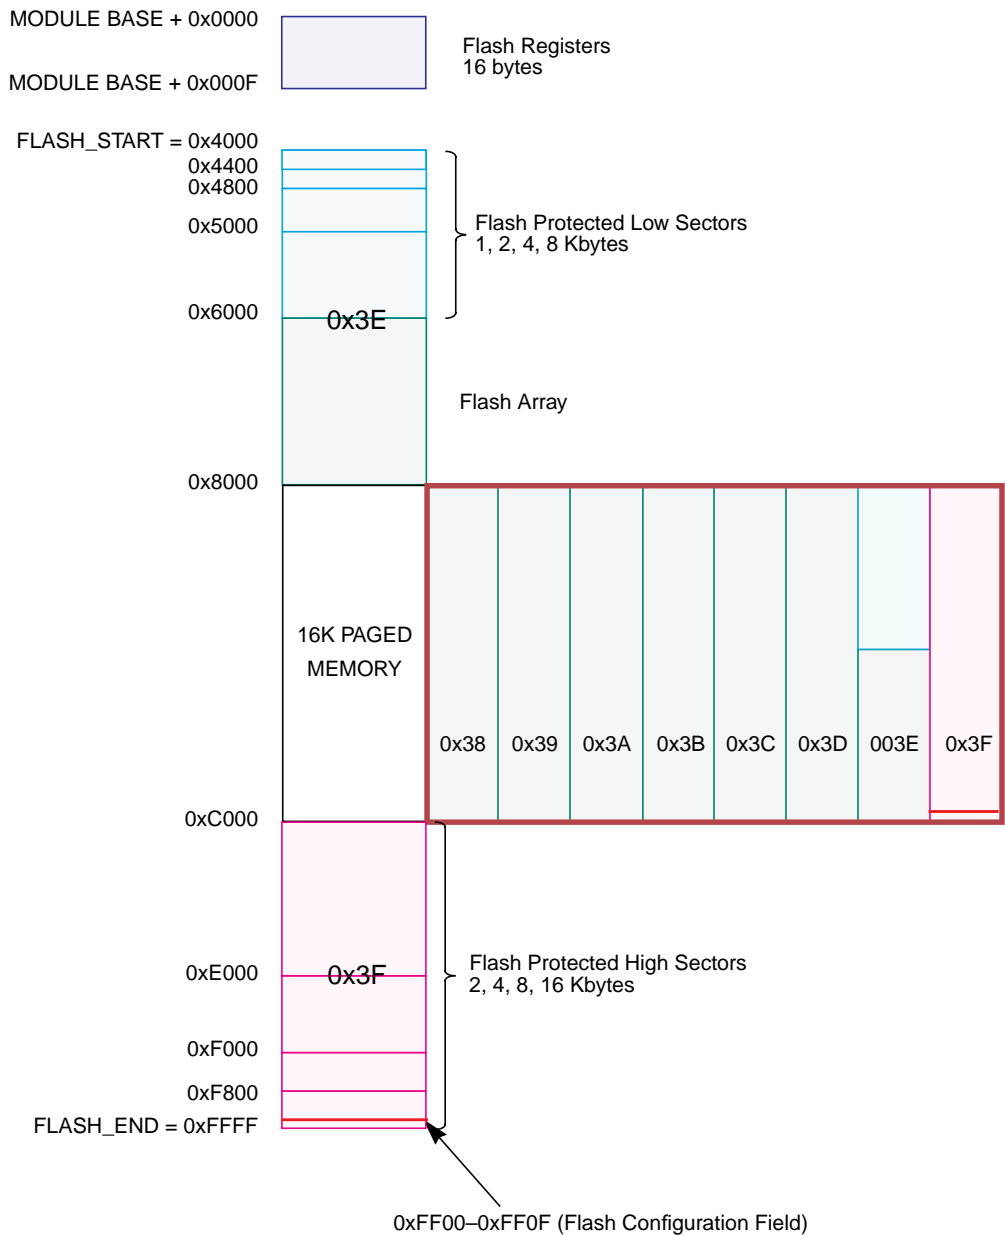 MODULE BASE + 0x0000
Flash Registers
16 bytes
MODULE BASE + 0x000F
FLASH_START = 0x4000
0x4400
0x4800
0x5000
Flash Protected Low Sectors
1, 2, 4, 8 Kbytes
0x6000
0x3E
Flash Array
0x8000
16K PAGED
MEMORY
0x38
0x39
0x3A
0x3B
0x3C
0x3D
003E
0x3F
0xC000
Flash Protected High Sectors
2, 4, 8, 16 Kbytes
0xE000
0x3F
0xF000
0xF800
FLASH_END = 0xFFFF
0xFF00–0xFF0F (Flash Configuration Field)